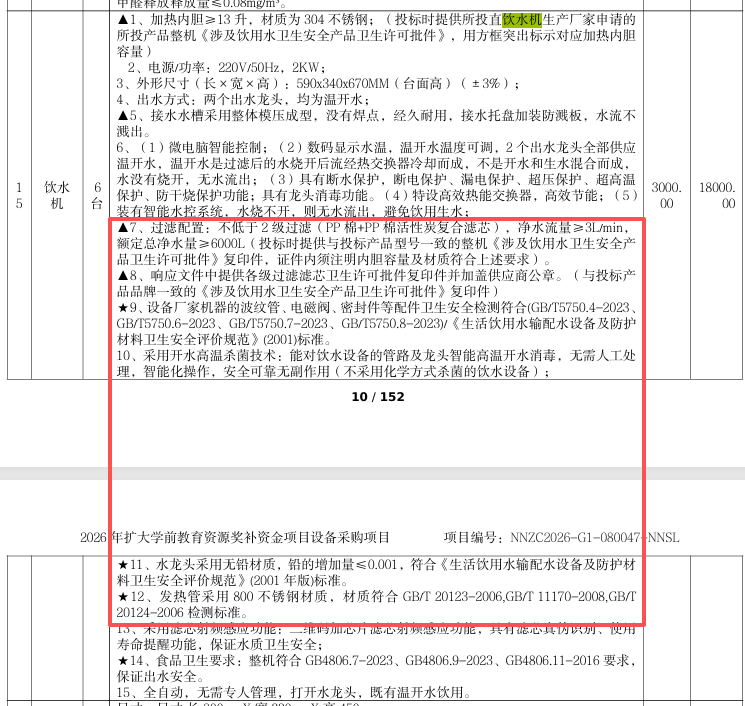 甲醛释放释放量≤0.08mg/m³。
▲1、加热内胆≥13 升，材质为 304 不锈钢；（投标时提供所投直饮水机生产厂家申请的
所投产品整机《涉及饮用水卫生安全产品卫生许可批件》，用方框突出标示对应加热内胆
容量）
2、电源/功率：220V/50Hz，2KW；
3、外形尺寸（长×宽×高）：590x340x670MM（台面高）（±3%）；
4、出水方式：两个出水龙头，均为温开水；
▲5、接水水槽采用整体模压成型，没有焊点，经久耐用，接水托盘加装防溅板，水流不
溅出。
6、（1）微电脑智能控制；（2）数码显示水温，温开水温度可调，2 个出水龙头全部供应
温开水，温开水是过滤后的水烧开后流经热交换器冷却而成，不是开水和生水混合而成，
水没有烧开，无水流出；（3）具有断水保护，断电保护、漏电保护、超压保护、超高温
保护、防干烧保护功能；具有龙头消毒功能。（4）特设高效热能交换器，高效节能；（5）
装有智能水控系统，水烧不开，则无水流出，避免饮用生水；
15
饮水机
6台
3000.00
18000.00
▲7、过滤配置：不低于 2 级过滤（PP 棉+PP 棉活性炭复合滤芯），净水流量≥3L/min，
额定总净水量≥6000L（投标时提供与投标产品型号一致的整机《涉及饮用水卫生安全产
品卫生许可批件》复印件，证件内须注明内胆容量及材质符合上述要求）。
▲8、响应文件中提供各级过滤滤芯卫生许可批件复印件并加盖供应商公章。（与投标产
品品牌一致的《涉及饮用水卫生安全产品卫生许可批件》复印件）
★9、设备厂家机器的波纹管、电磁阀、密封件等配件卫生安全检测符合(GB/T5750.4-2023、
GB/T5750.6-2023、GB/T5750.7-2023、GB/T5750.8-2023)/《生活饮用水输配水设备及防护
材料卫生安全评价规范》(2001)标准。
10、采用开水高温杀菌技术：能对饮水设备的管路及龙头智能高温开水消毒，无需人工处
理，智能化操作，安全可靠无副作用（不采用化学方式杀菌的饮水设备）；
10 / 152
2026 年扩大学前教育资源奖补资金项目设备采购项目 项目编号：NNZC2026-G1-080047-NNSL
★11、水龙头采用无铅材质，铅的增加量≤0.001，符合《生活饮用水输配水设备及防护材
料卫生安全评价规范》(2001 年版)标准。
★12、发热管采用 800 不锈钢材质，材质符合 GB/T 20123-2006,GB/T 11170-2008,GB/T
20124-2006 检测标准。
13、采用滤芯射频感应功能：二维码加芯片滤芯射频感应功能，具有滤芯真伪识别、使用
寿命提醒功能，保证水质卫生安全；
★14、食品卫生要求：整机符合 GB4806.7-2023、GB4806.9-2023、GB4806.11-2016 要求，
保证出水安全。
15、全自动，无需专人管理，打开水龙头，既有温开水饮用。